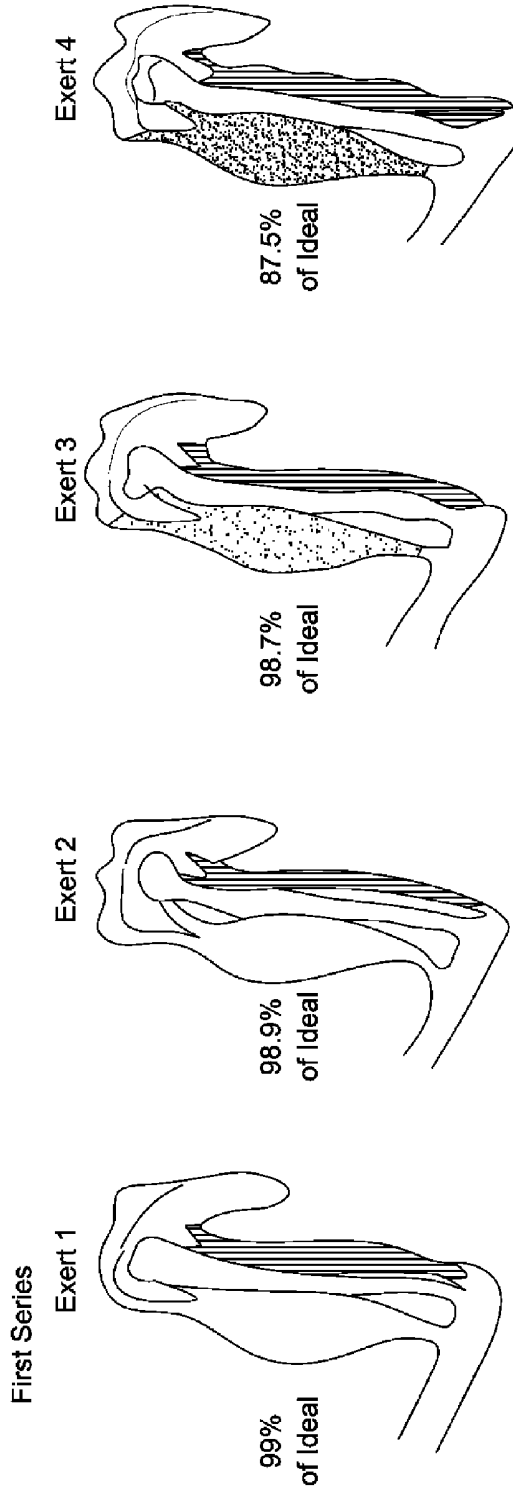 First Series
Exert 1
99%
of Ideal
Exert 2
98.9%
of Ideal
Exert 3
98.7%
of Ideal
Exert 4
87.5%
of Ideal